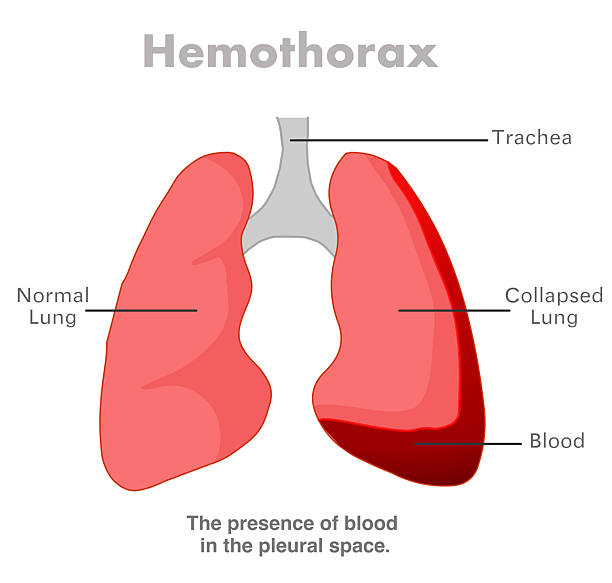 Hemothorax
Trachea
Normal
Lung
Collapsed
Lung
Blood
The presence of blood
in the pleural space.